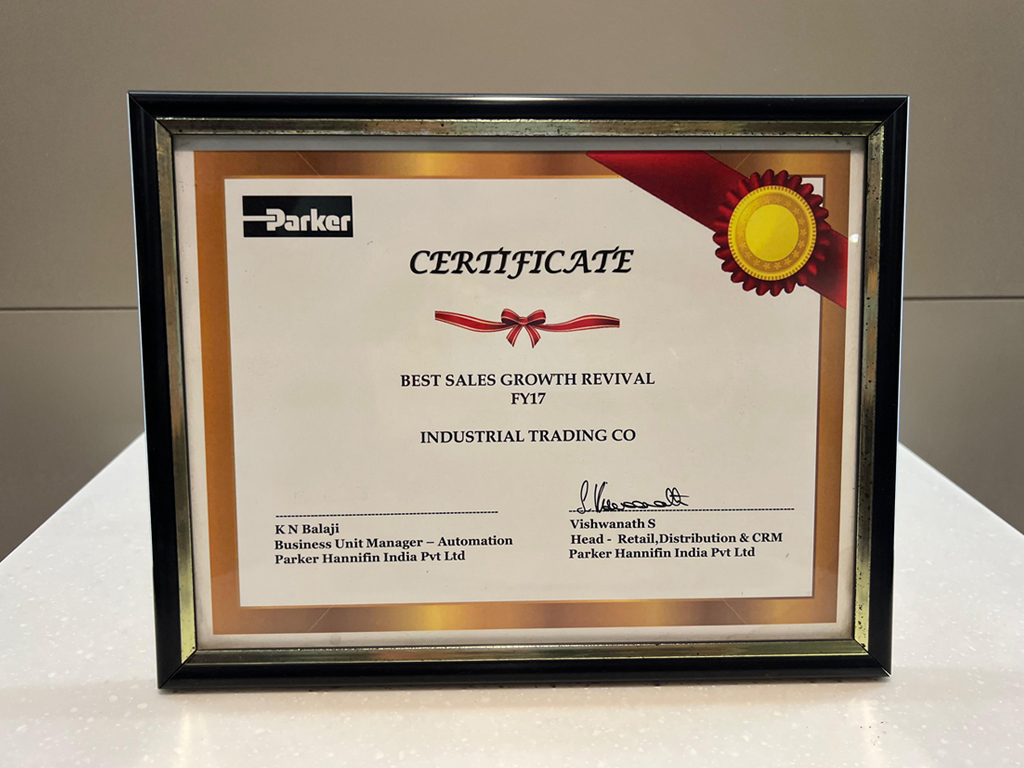 Parker
CERTIFICATE
BEST SALES GROWTH REVIVAL
FY17
INDUSTRIAL TRADING CO
S. Viswanath
K N Balaji
Business Unit Manager – Automation
Parker Hannifin India Pvt Ltd
Vishwanath S
Head - Retail,Distribution & CRM
Parker Hannifin India Pvt Ltd